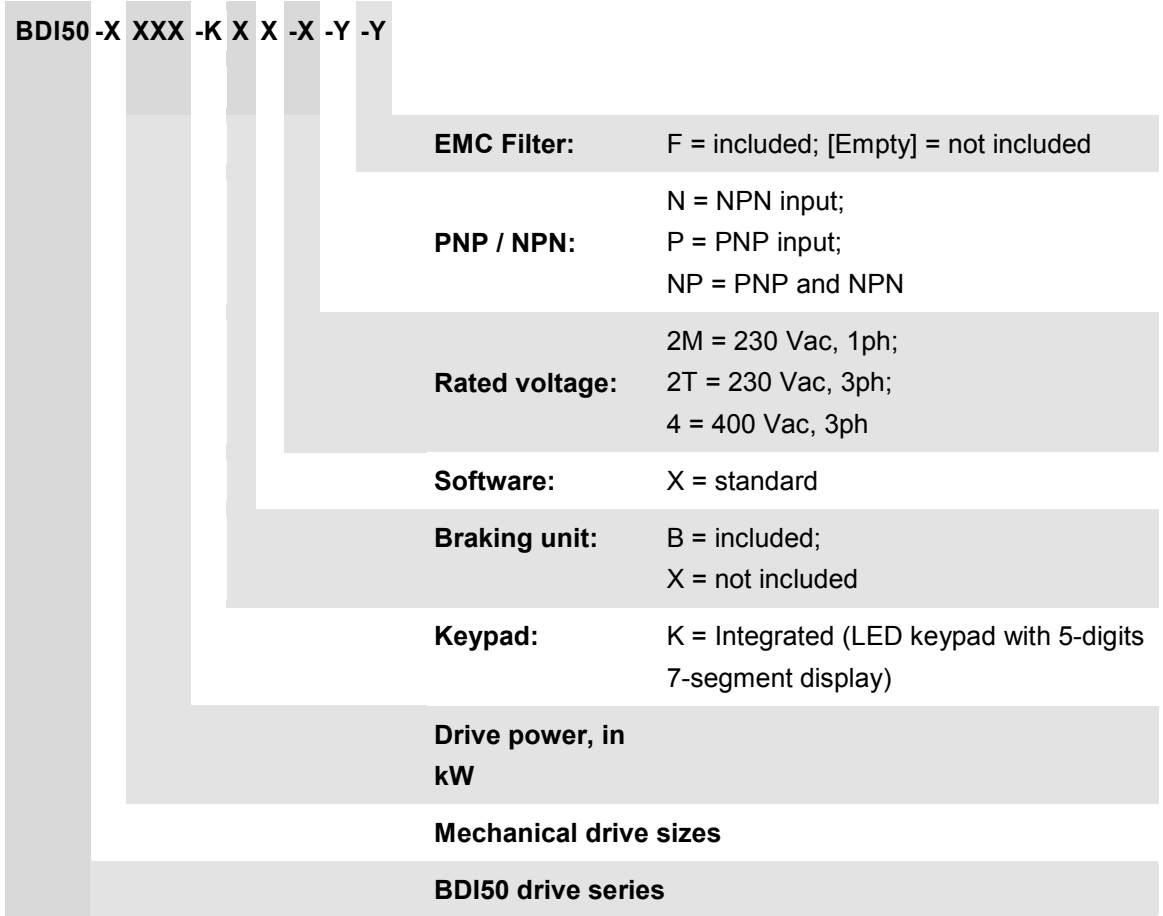 BDI50 -X XXX -K X X -X -Y -Y
EMC Filter: F = included; [Empty] = not included
N = NPN input;
PNP / NPN: P = PNP input;
NP = PNP and NPN
2M = 230 Vac, 1ph;
Rated voltage: 2T = 230 Vac, 3ph;
4 = 400 Vac, 3ph
Software: X = standard
Braking unit: B = included;
X = not included
Keypad: K = Integrated (LED keypad with 5-digits
7-segment display)
Drive power, in
kW
Mechanical drive sizes
BDI50 drive series